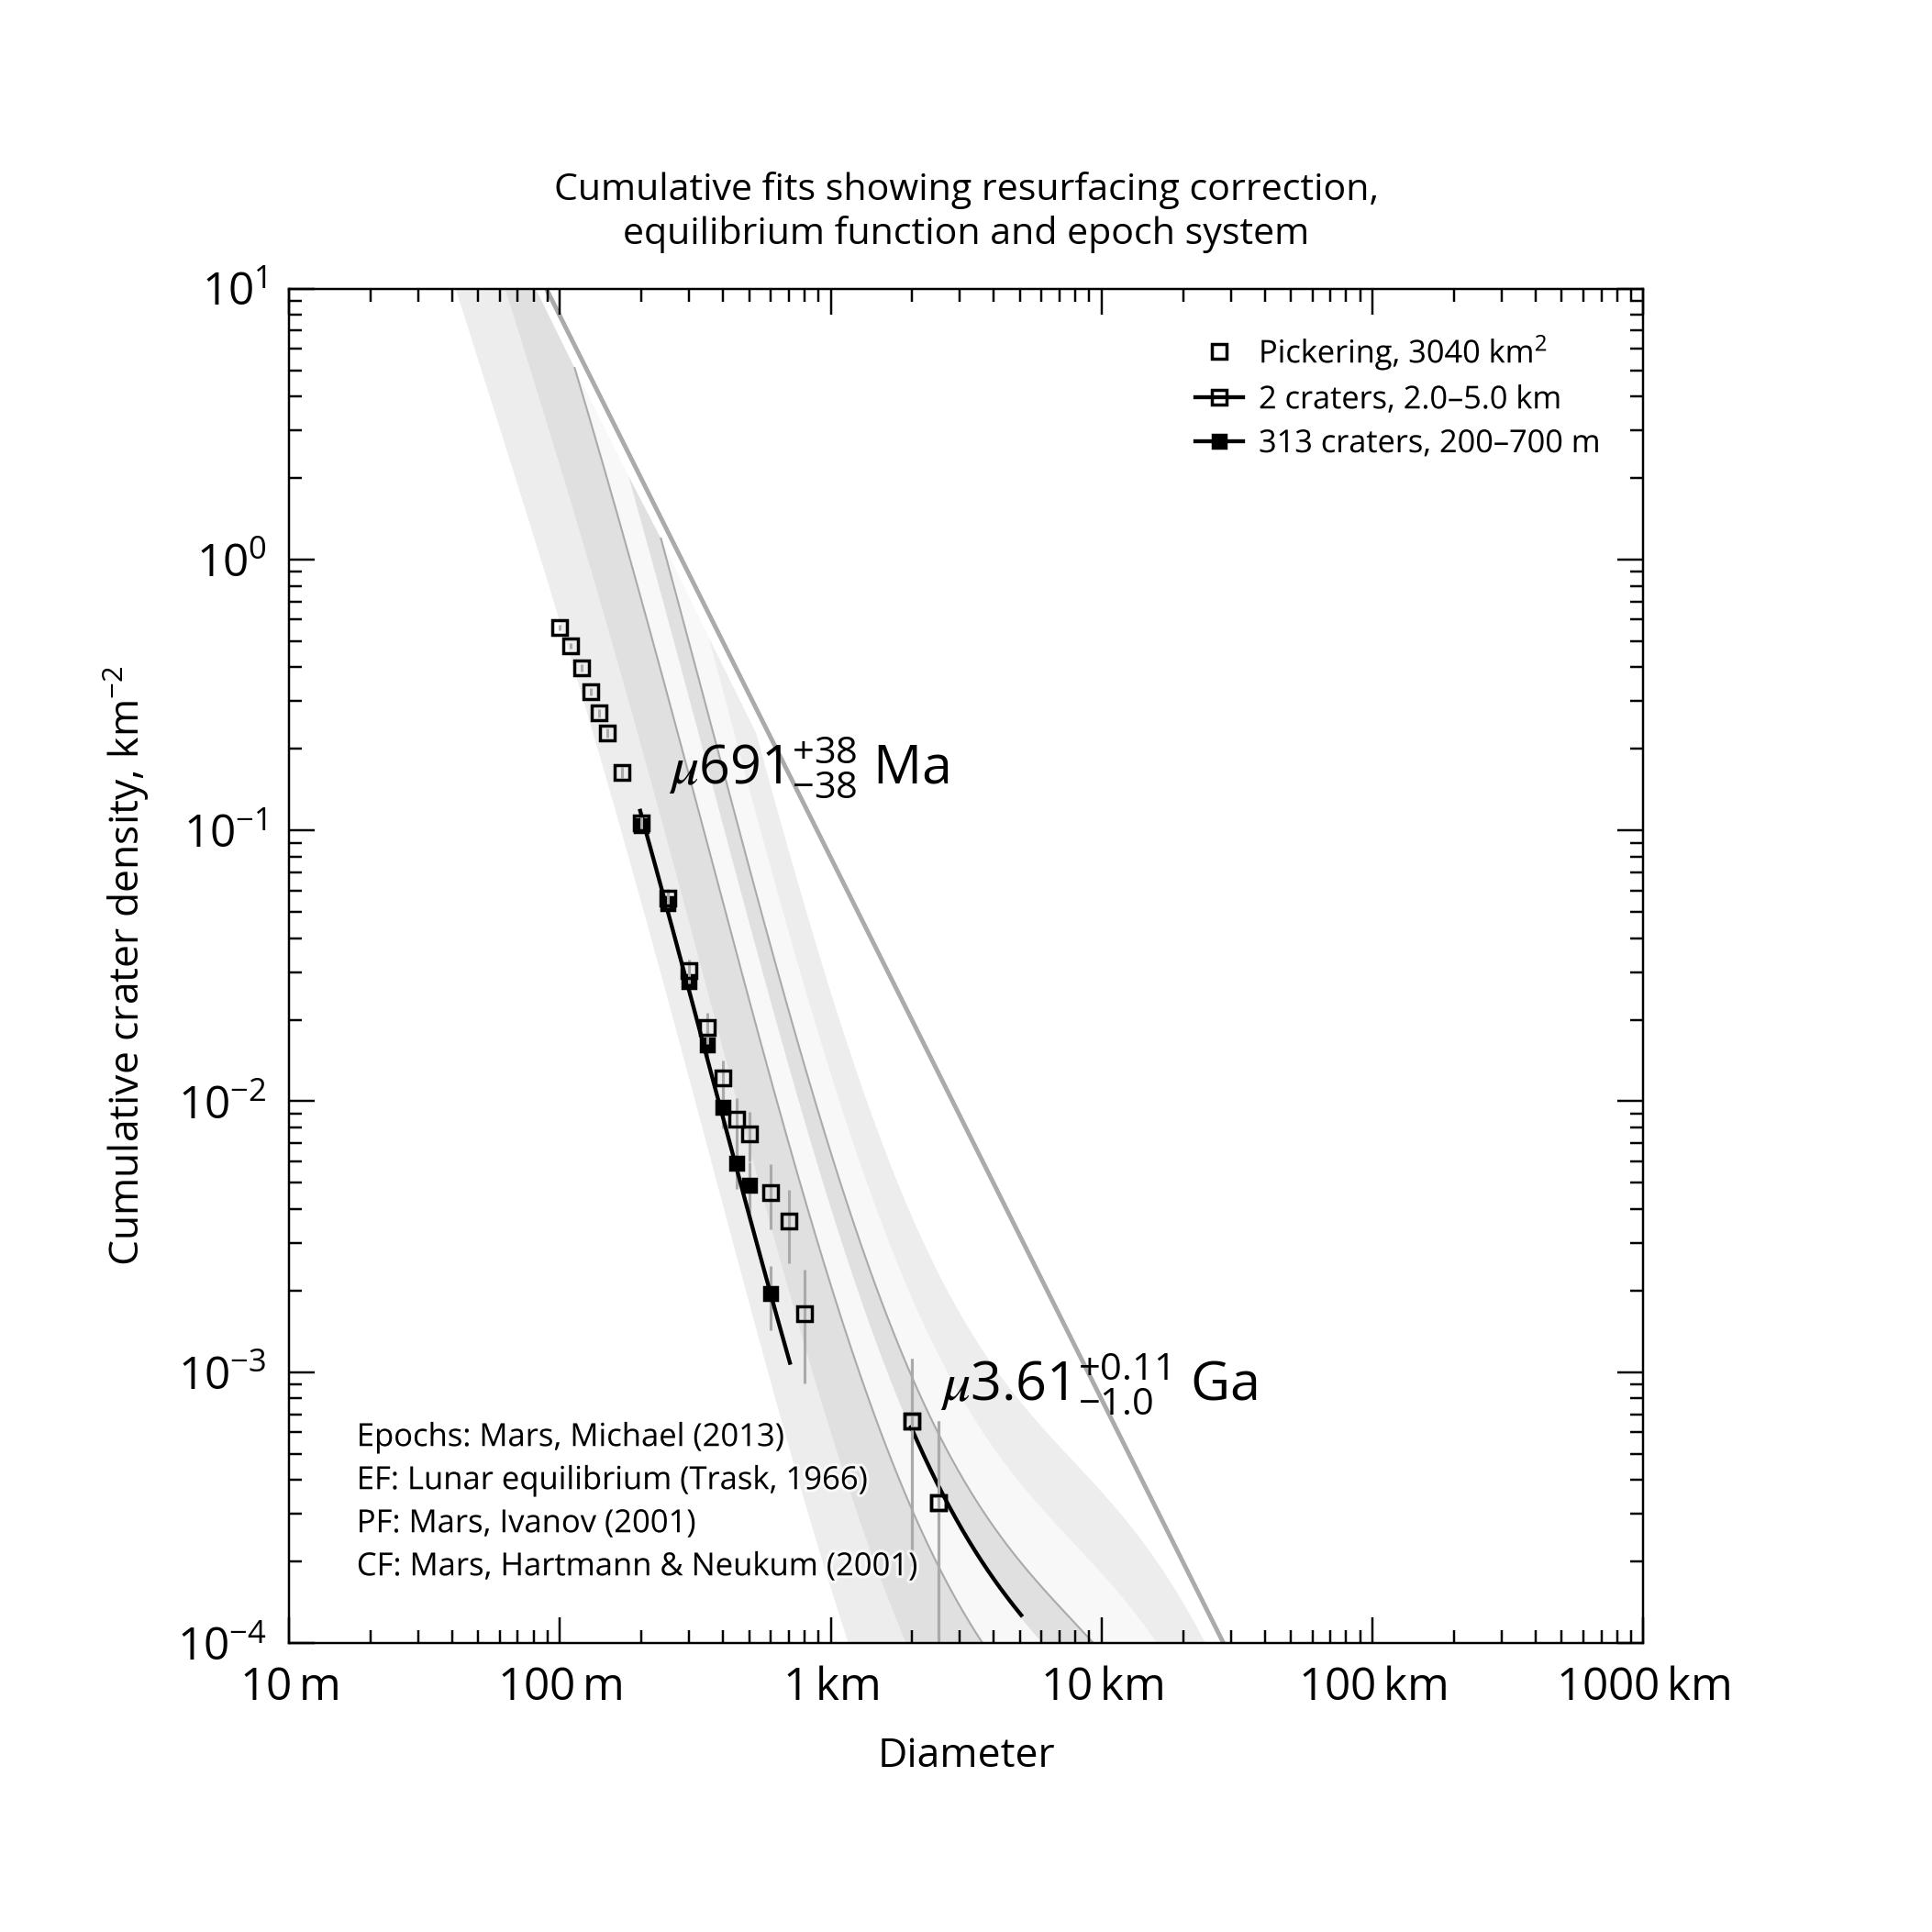 Cumulative fits showing resurfacing correction,
equilibrium function and epoch system
10¹
10⁰
10⁻¹
10⁻²
10⁻³
10⁻⁴
Cumulative crater density, km⁻²
Pickering, 3040 km²
2 craters, 2.0–5.0 km
313 craters, 200–700 m
μ691 +38 −38 Ma
μ3.61 +0.11 −1.0 Ga
Epochs: Mars, Michael (2013)
EF: Lunar equilibrium (Trask, 1966)
PF: Mars, Ivanov (2001)
CF: Mars, Hartmann & Neukum (2001)
10 m 100 m 1 km 10 km 100 km 1000 km
Diameter